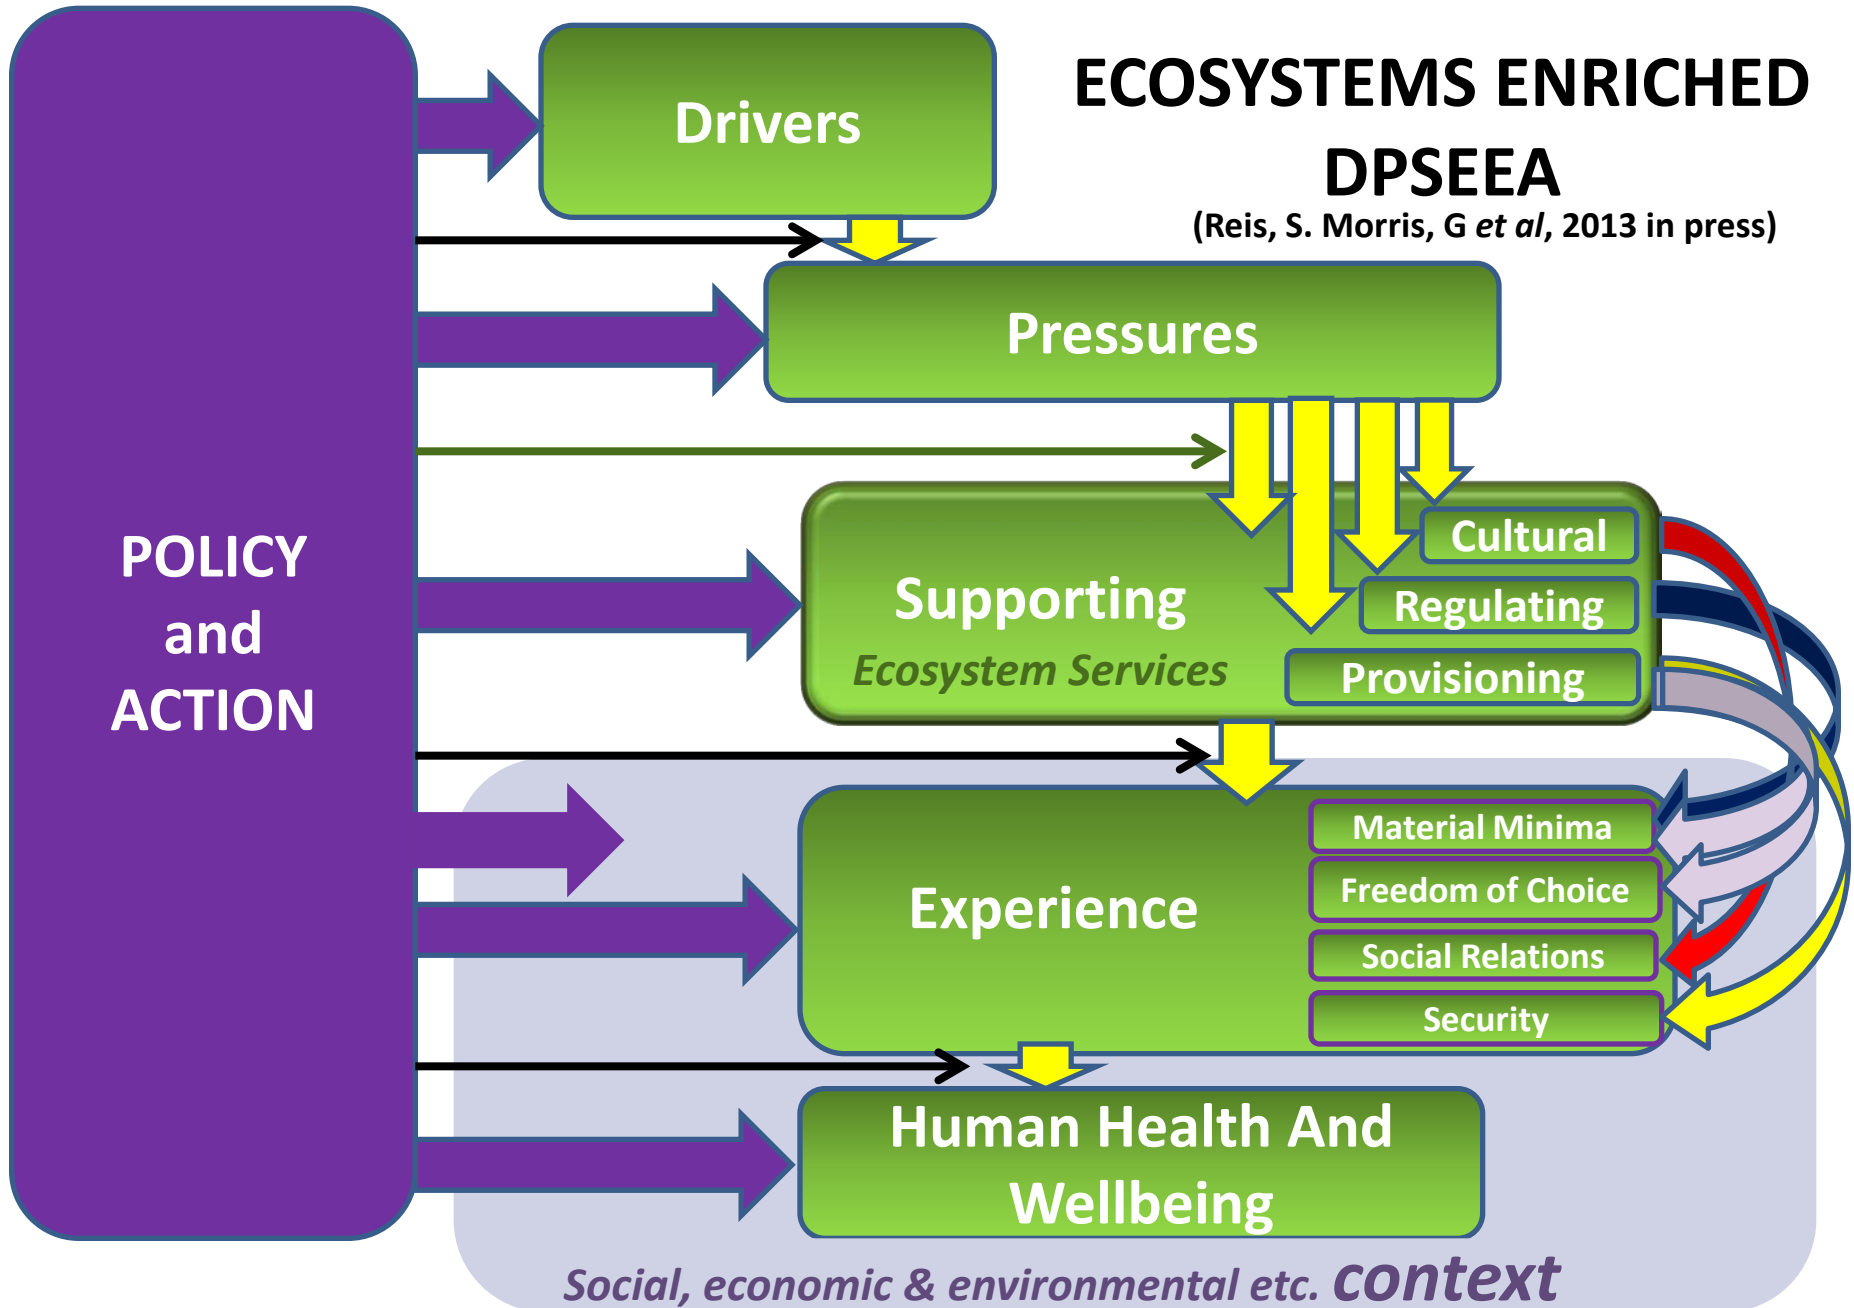 ECOSYSTEMS ENRICHED
DPSEEA
(Reis, S. Morris, G et al, 2013 in press)
POLICY
and
ACTION
Drivers
Pressures
Supporting
Ecosystem Services
Cultural
Regulating
Provisioning
Experience
Material Minima
Freedom of Choice
Social Relations
Security
Human Health And
Wellbeing
Social, economic & environmental etc. context